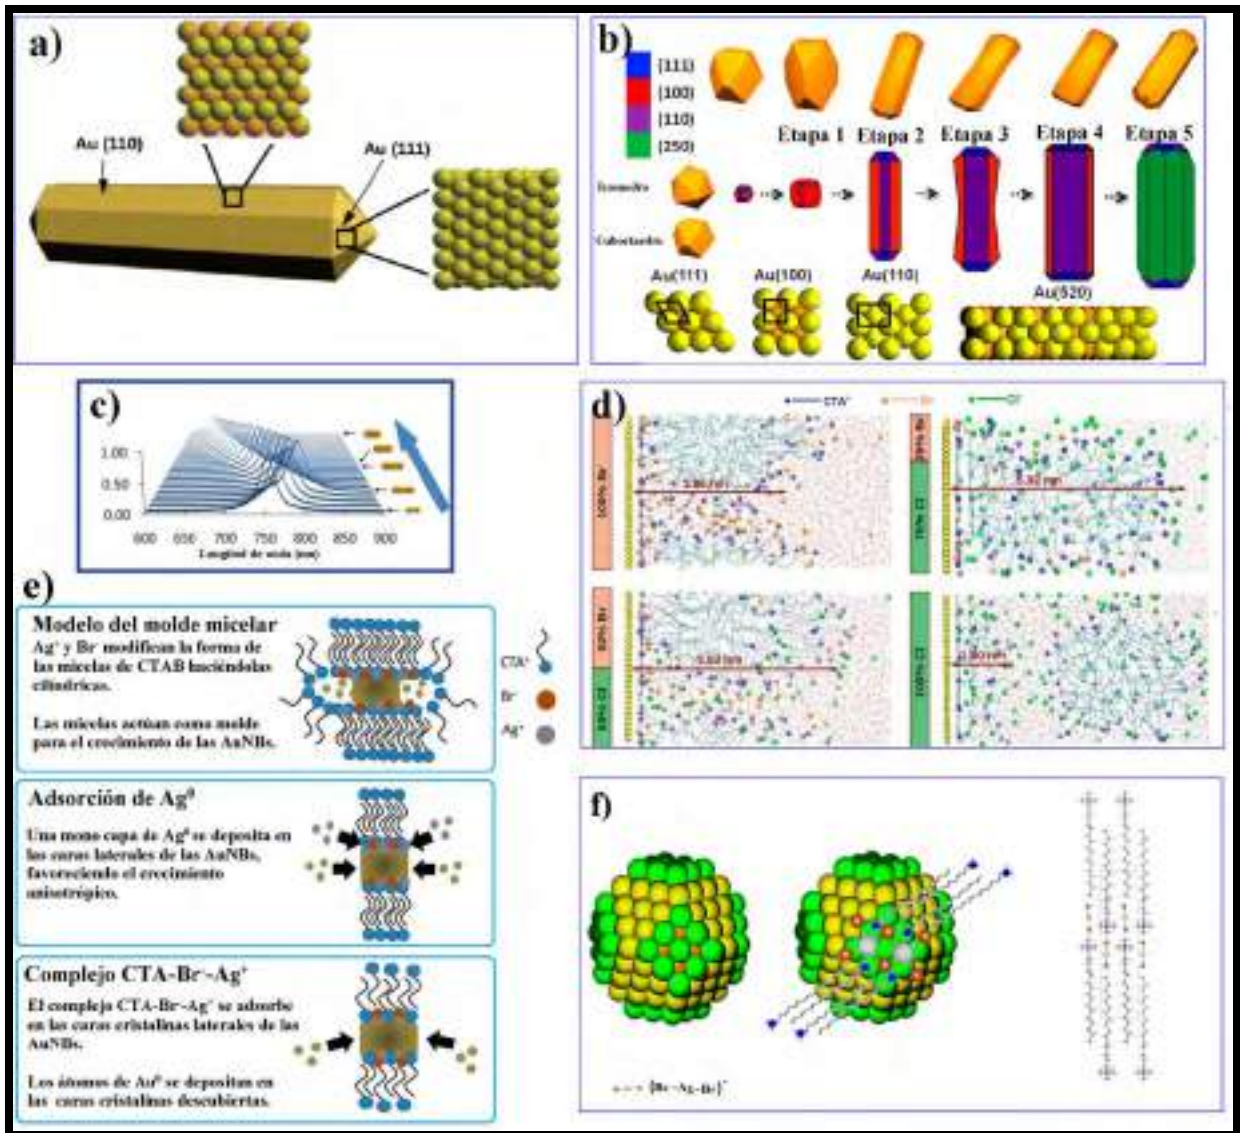 a)
Au (110)
Au (111)
b)
(111)
(100)
(110)
(250)
Etapa 1 Etapa 2 Etapa 3 Etapa 4 Etapa 5
Au(111)
Au(100)
Au(110)
Au(520)
c)
1.00
0.50
0.00
600 650 700 750 800 850 900
Longitud de onda (nm)
d)
CTA⁺
Cl⁻
100% Br
e)
Modelo del molde micelar
Ag⁺ y Br⁻ modifican la forma
de las micelas de CTAB haciéndolas
cilíndricas.
Las micelas actúan como molde
para el crecimiento de las AuNBs.
CTA⁺
Br⁻
Ag⁺
Adsorción de Ag⁰
Una mono capa de Ag⁰ se deposita en
las caras laterales de las AuNBs,
favoreciendo el crecimiento
anisotrópico.
Complejo CTA-Br⁻-Ag⁺
El complejo CTA-Br⁻-Ag⁺ se adsorbe
en las caras cristalinas laterales de las
AuNBs.
Los átomos de Au⁰ se depositan en
las caras cristalinas descubiertas.
f)
(Br-Ag-Br)⁻